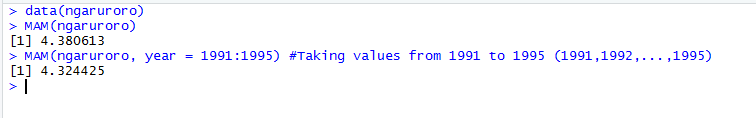 > data(ngaruroro)
> MAM(ngaruroro)
[1] 4.380613
> MAM(ngaruroro, year = 1991:1995) #Taking values from 1991 to 1995 (1991,1992,...,1995)
[1] 4.324425
>